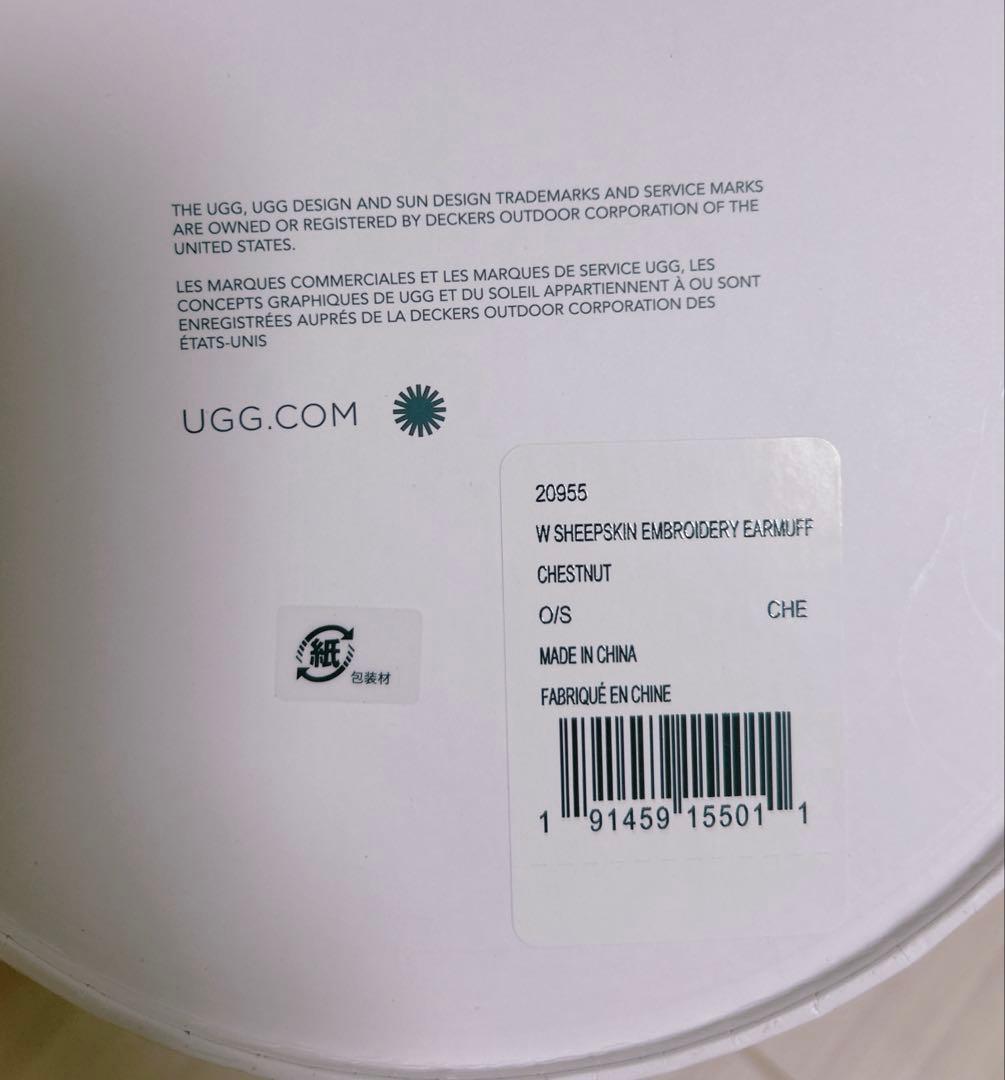 THE UGG, UGG DESIGN AND SUN DESIGN TRADEMARKS AND SERVICE MARKS
ARE OWNED OR REGISTERED BY DECKERS OUTDOOR CORPORATION OF THE
UNITED STATES.
LES MARQUES COMMERCIALES ET LES MARQUES DE SERVICE UGG, LES
CONCEPTS GRAPHIQUES DE UGG ET DU SOLEIL APPARTIENNENT À OU SONT
ENREGISTRÉES AUPRÉS DE LA DECKERS OUTDOOR CORPORATION DES
ÉTATS-UNIS
UGG.COM
20955
W SHEEPSKIN EMBROIDERY EARMUFF
CHESTNUT
O/S CHE
MADE IN CHINA
FABRIQUÉ EN CHINE
1 91459 15501 1
紙
包装材